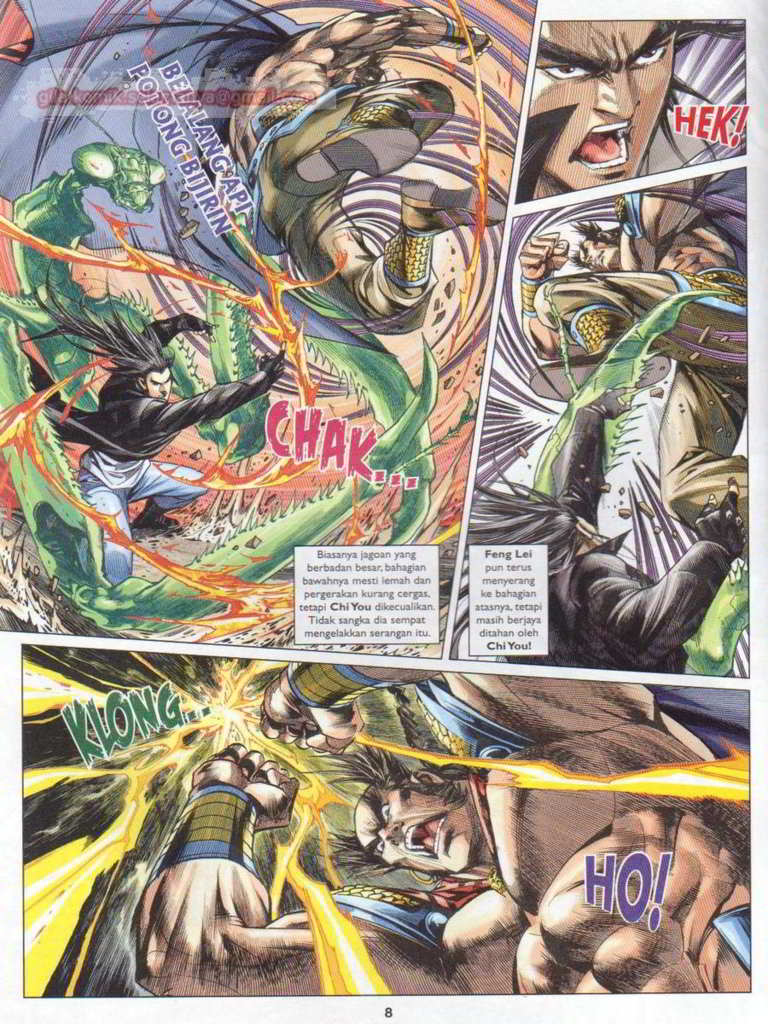 BELALANG API
POTONG BIJIRIN
HEK!
CHAK...
Biasanya jagoan yang
berbadan besar, bahagian
bawahnya mesti lemah dan
pergerakan kurang cergas,
tetapi Chi You dikecualikan.
Tidak sangka dia sempat
mengelakkan serangan itu.
Feng Lei
pun terus
menyerang
ke bahagian
atasnya, tetapi
masih berjaya
ditahan oleh
Chi You!
KLONG...
HO!
8